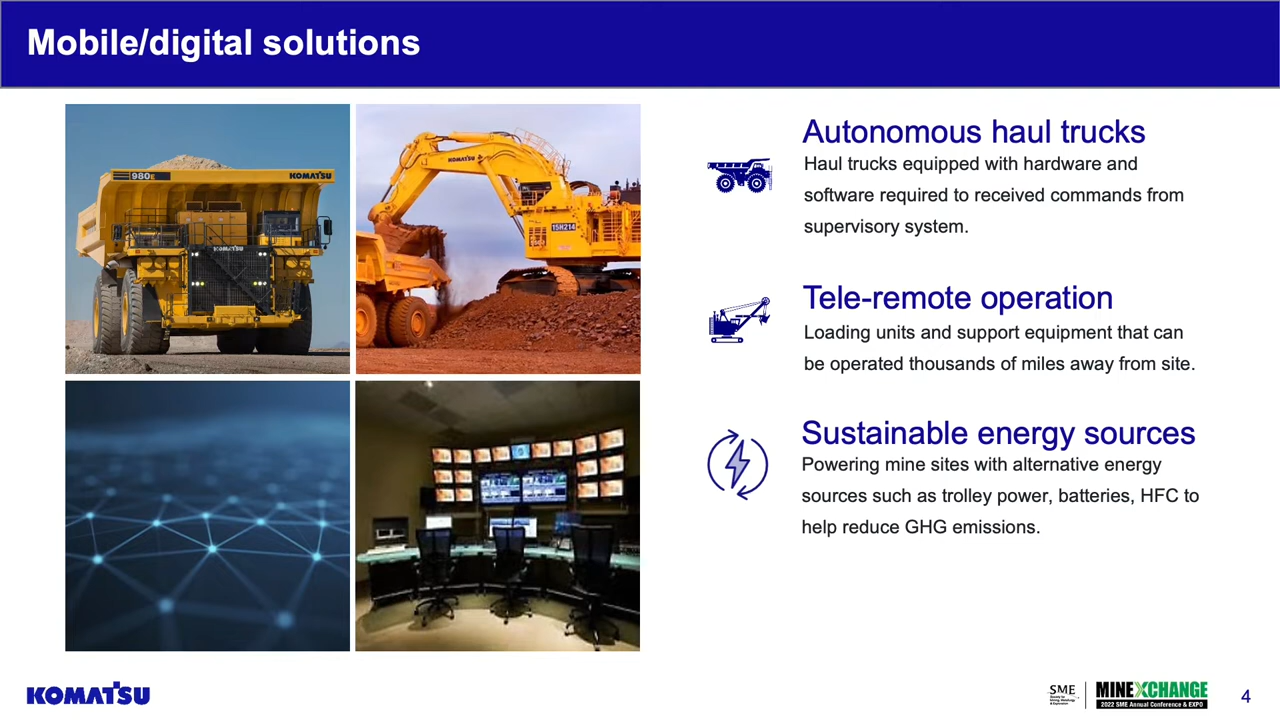 Mobile/digital solutions
980E
KOMATSU
KOMATSU
KOMATSU
15H214
Autonomous haul trucks
Haul trucks equipped with hardware and
software required to received commands from
supervisory system.
Tele-remote operation
Loading units and support equipment that can
be operated thousands of miles away from site.
Sustainable energy sources
Powering mine sites with alternative energy
sources such as trolley power, batteries, HFC to
help reduce GHG emissions.
KOMATSU
SME
MINEXCHANGE
2022 SME Annual Conference & EXPO
4